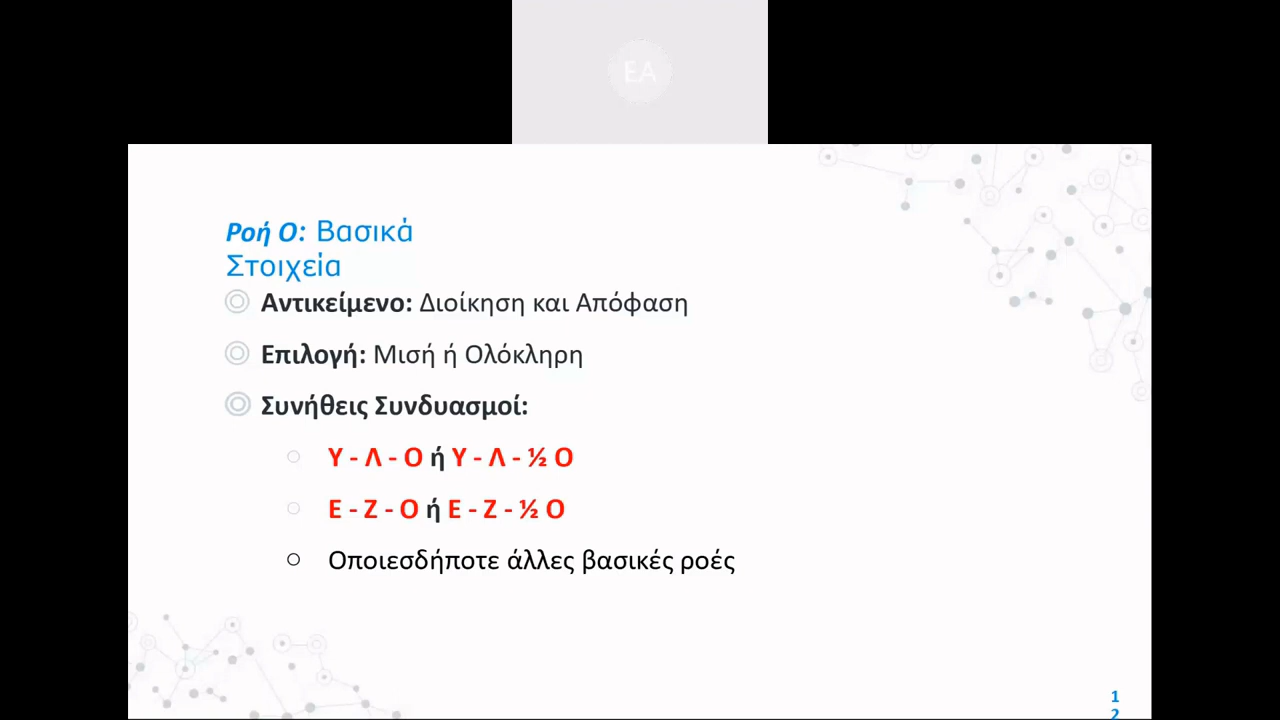 ΕΑ
Ροή Ο: Βασικά
Στοιχεία
Αντικείμενο: Διοίκηση και Απόφαση
Επιλογή: Μισή ή Ολόκληρη
Συνήθεις Συνδυασμοί:
Υ - Λ - Ο ή Υ - Λ - ½ Ο
Ε - Ζ - Ο ή Ε - Ζ - ½ Ο
Οποιεσδήποτε άλλες βασικές ροές
1
2